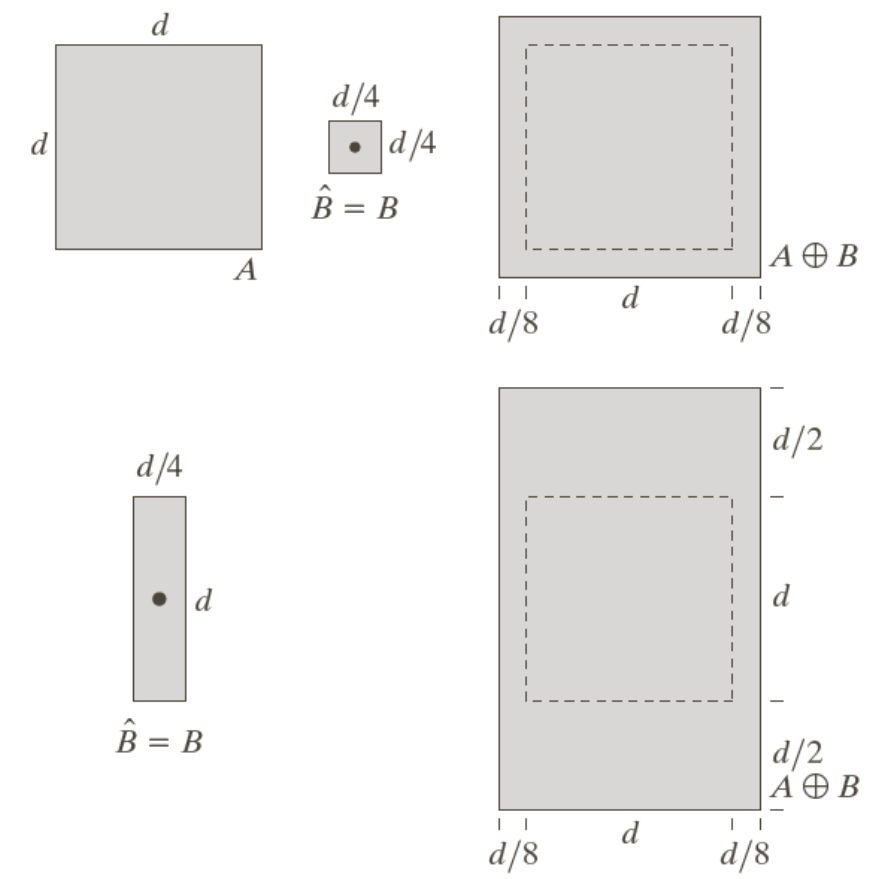 d
d
A
d/4
d/4
B̂ = B
A ⊕ B
d
d/8
d/8
d/4
d
B̂ = B
d/2
d
d/2
A ⊕ B
d
d/8
d/8